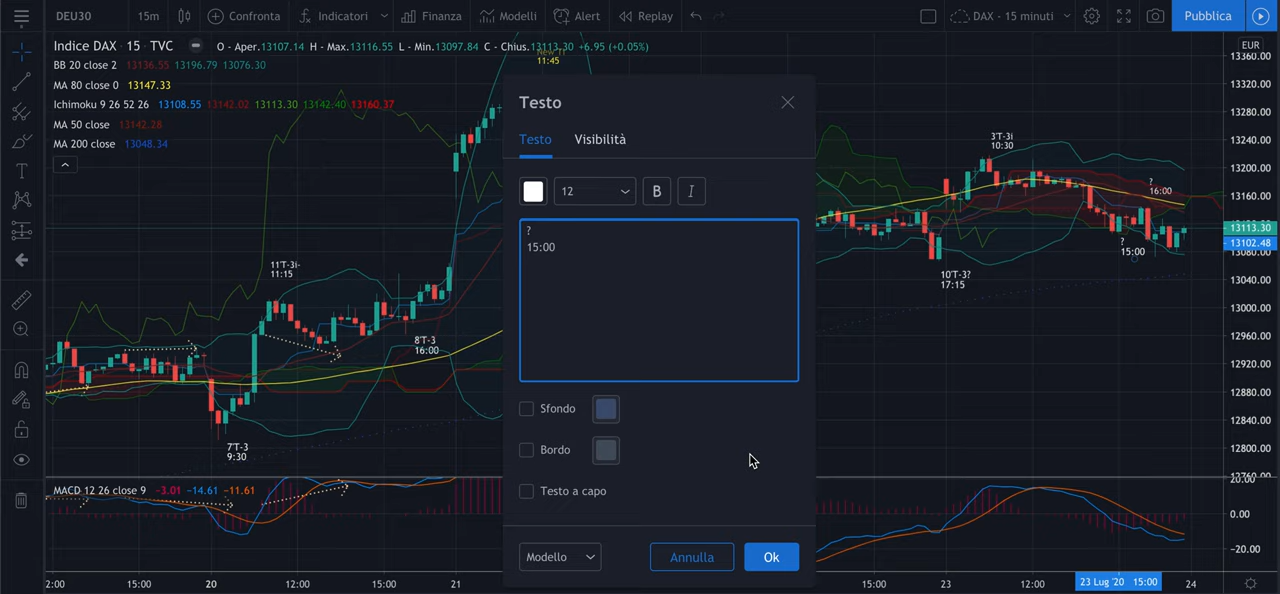 DEU30 15m Confronta Indicatori Finanza Modelli Alert Replay DAX - 15 minuti Pubblica
Indice DAX · 15 · TVC O - Aper.13107.14 H - Max.13116.55 L - Min.13097.84 C - Chius.13113.30 +6.95 (+0.05%)
BB 20 close 2 13136.55 13196.79 13076.30
MA 80 close 0 13147.33
Ichimoku 9 26 52 26 13108.55 13142.02 13113.30 13142.40 13160.37
MA 50 close 13142.28
MA 200 close 13048.34
11:45
11'T-3i-
11:15
8'T-3
16:00
7'T-3
9:30
Testo
Testo Visibilità
12 B I
?
15:00
Sfondo
Bordo
Testo a capo
Modello Annulla Ok
3'T-3i
10:30
?
16:00
?
15:00
10'T-3?
17:15
EUR
13360.00
13320.00
13280.00
13240.00
13200.00
13160.00
13113.30
13102.48
13080.00
13040.00
13000.00
12960.00
12920.00
12880.00
12840.00
12800.00
12760.00
MACD 12 26 close 9 -3.01 -14.61 -11.61
20.00
0.00
-20.00
2:00 15:00 20 12:00 15:00 21 15:00 23 12:00 23 Lug '20 15:00 24